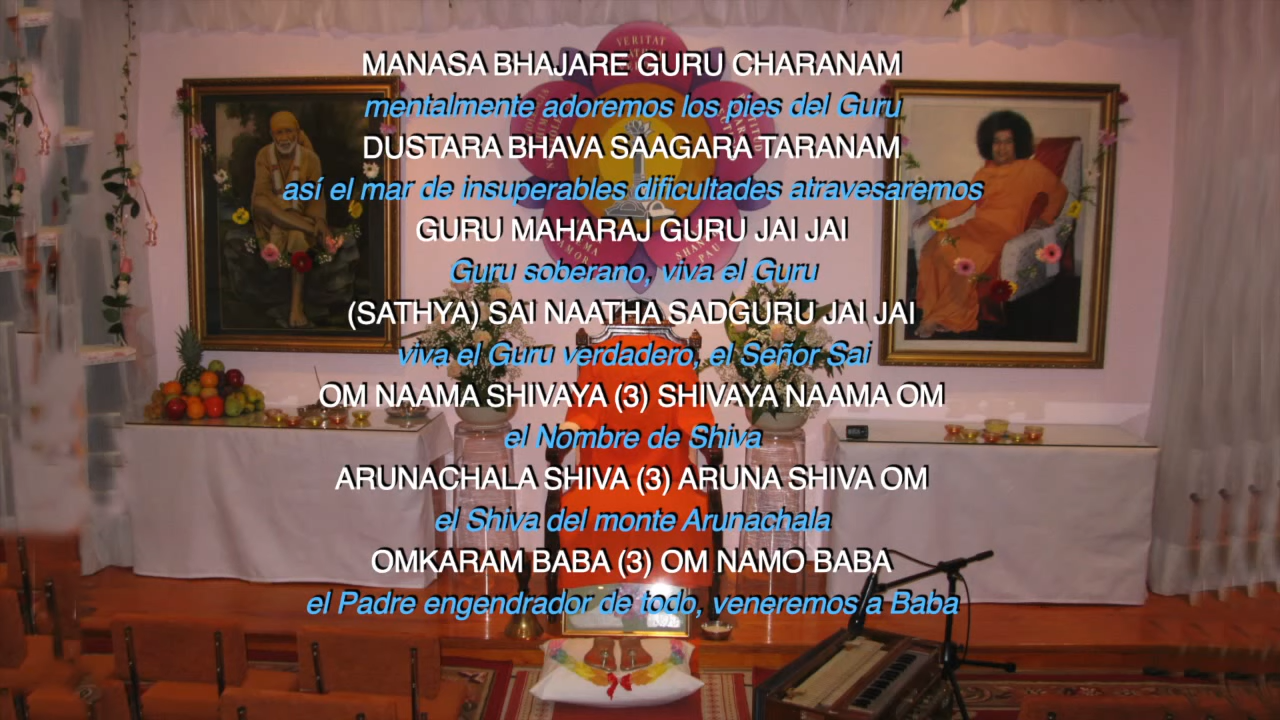 MANASA BHAJARE GURU CHARANAM
mentalmente adoremos los pies del Guru
DUSTARA BHAVA SAAGARA TARANAM
así el mar de insuperables dificultades atravesaremos
GURU MAHARAJ GURU JAI JAI
Guru soberano, viva el Guru
(SATHYA) SAI NAATHA SADGURU JAI JAI
viva el Guru verdadero, el Señor Sai
OM NAAMA SHIVAYA (3) SHIVAYA NAAMA OM
el Nombre de Shiva
ARUNACHALA SHIVA (3) ARUNA SHIVA OM
el Shiva del monte Arunachala
OMKARAM BABA (3) OM NAMO BABA
el Padre engendrador de todo, veneremos a Baba
VERITAT